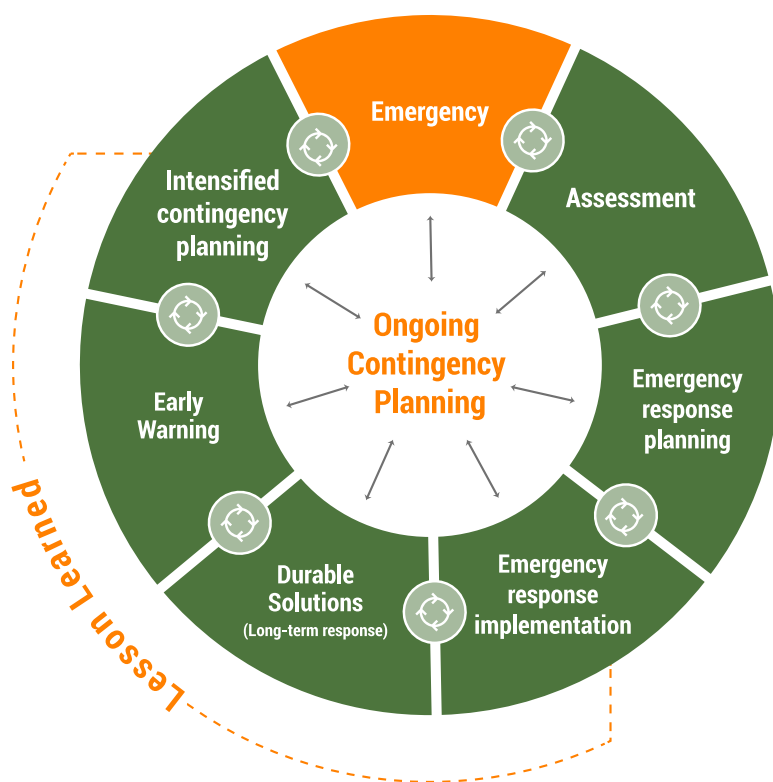 Emergency
Assessment
Emergency
response
planning
Emergency
response
implementation
Durable
Solutions
(Long-term response)
Early
Warning
Intensified
contingency
planning
Ongoing
Contingency
Planning
Lesson Learned